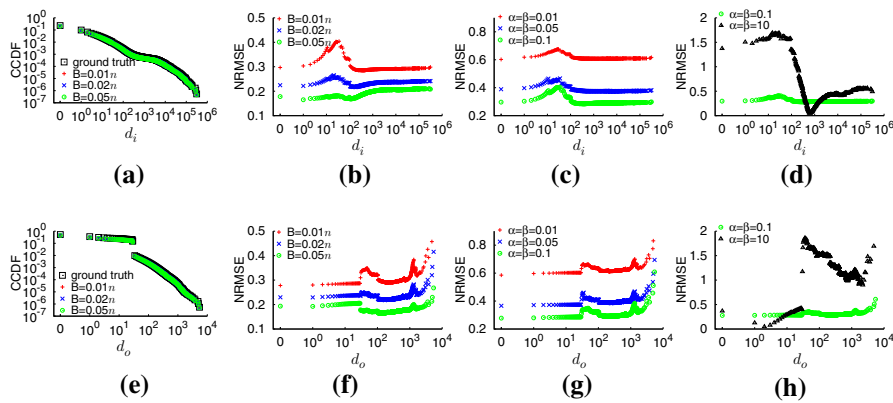 CCDF
10^0
10^-1
10^-2
10^-3
10^-4
10^-5
10^-6
10^-7
ground truth
B=0.01n
B=0.02n
B=0.05n
0 10^0 10^1 10^2 10^3 10^4 10^5 10^6
d_i
(a)
NRMSE
0.5
0.4
0.3
0.2
0.1
B=0.01n
B=0.02n
B=0.05n
0 10^0 10^1 10^2 10^3 10^4 10^5 10^6
d_i
(b)
NRMSE
1.0
0.8
0.6
0.4
0.2
α=β=0.01
α=β=0.05
α=β=0.1
0 10^0 10^1 10^2 10^3 10^4 10^5 10^6
d_i
(c)
NRMSE
2
1.5
1
0.5
0
α=β=0.1
α=β=10
0 10^0 10^1 10^2 10^3 10^4 10^5 10^6
d_i
(d)
CCDF
10^0
10^-1
10^-2
10^-3
10^-4
10^-5
10^-6
10^-7
ground truth
B=0.01n
B=0.02n
B=0.05n
0 10^0 10^1 10^2 10^3 10^4
d_o
(e)
NRMSE
0.5
0.4
0.3
0.2
0.1
B=0.01n
B=0.02n
B=0.05n
0 10^0 10^1 10^2 10^3 10^4
d_o
(f)
NRMSE
0.8
0.6
0.4
0.2
α=β=0.01
α=β=0.05
α=β=0.1
0 10^0 10^1 10^2 10^3 10^4
d_o
(g)
NRMSE
2
1.5
1
0.5
0
α=β=0.1
α=β=10
0 10^0 10^1 10^2 10^3 10^4
d_o
(h)